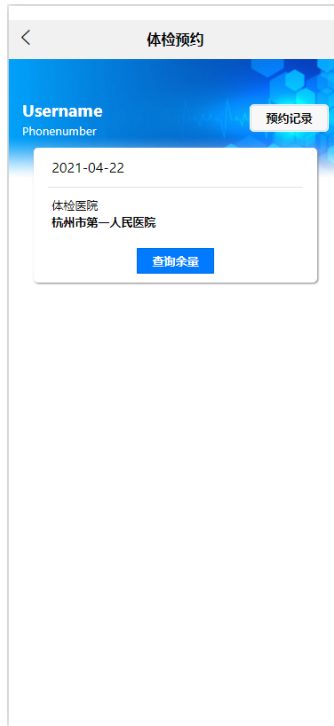 体检预约
Username
Phonenumber
预约记录
2021-04-22
体检医院
杭州市第一人民医院
查询余量